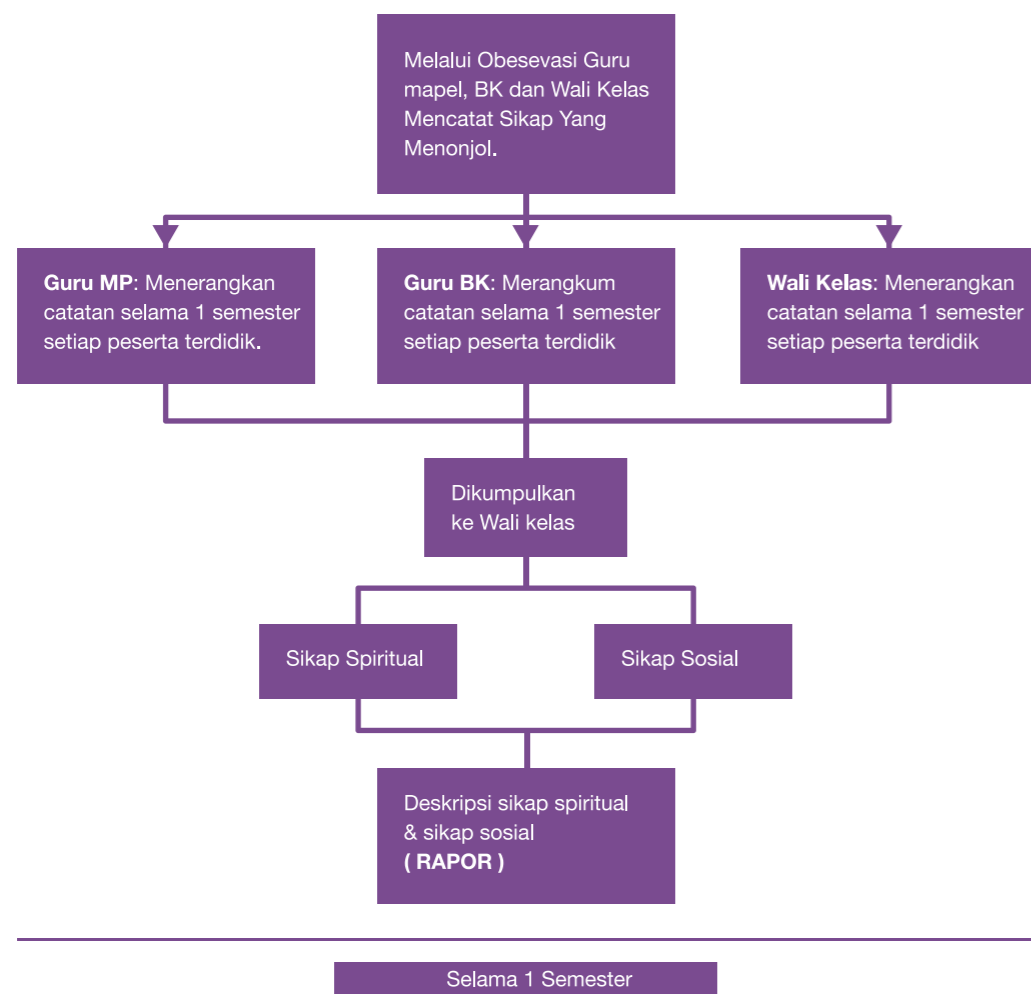 Melalui Obesevasi Guru
mapel, BK dan Wali Kelas
Mencatat Sikap Yang
Menonjol.
Guru MP: Menerangkan
catatan selama 1 semester
setiap peserta terdidik.
Guru BK: Merangkum
catatan selama 1 semester
setiap peserta terdidik
Wali Kelas: Menerangkan
catatan selama 1 semester
setiap peserta terdidik
Dikumpulkan
ke Wali kelas
Sikap Spiritual
Sikap Sosial
Deskripsi sikap spiritual
& sikap sosial
( RAPOR )
Selama 1 Semester